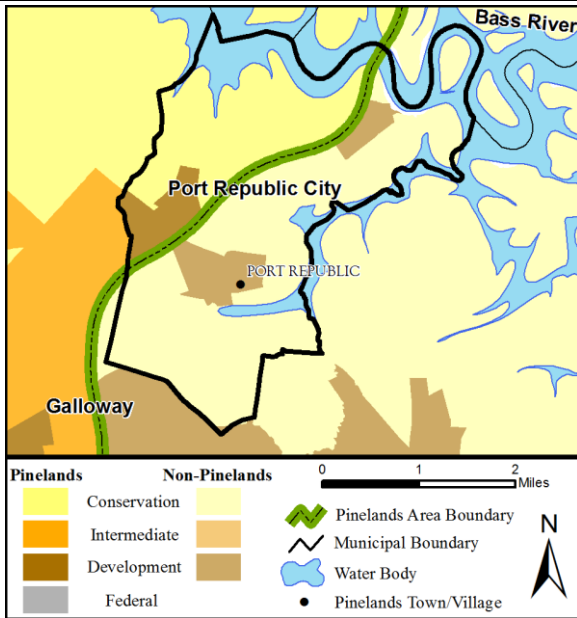 Bass River
Port Republic City
PORT REPUBLIC
Galloway
Pinelands Non-Pinelands
Conservation
Intermediate
Development
Federal
0 1 2
Miles
Pinelands Area Boundary
Municipal Boundary
Water Body
Pinelands Town/Village
N